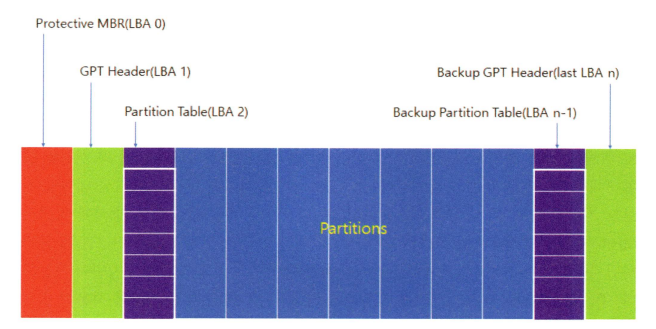 Protective MBR(LBA 0)
GPT Header(LBA 1)
Backup GPT Header(last LBA n)
Partition Table(LBA 2)
Backup Partition Table(LBA n-1)
Partitions